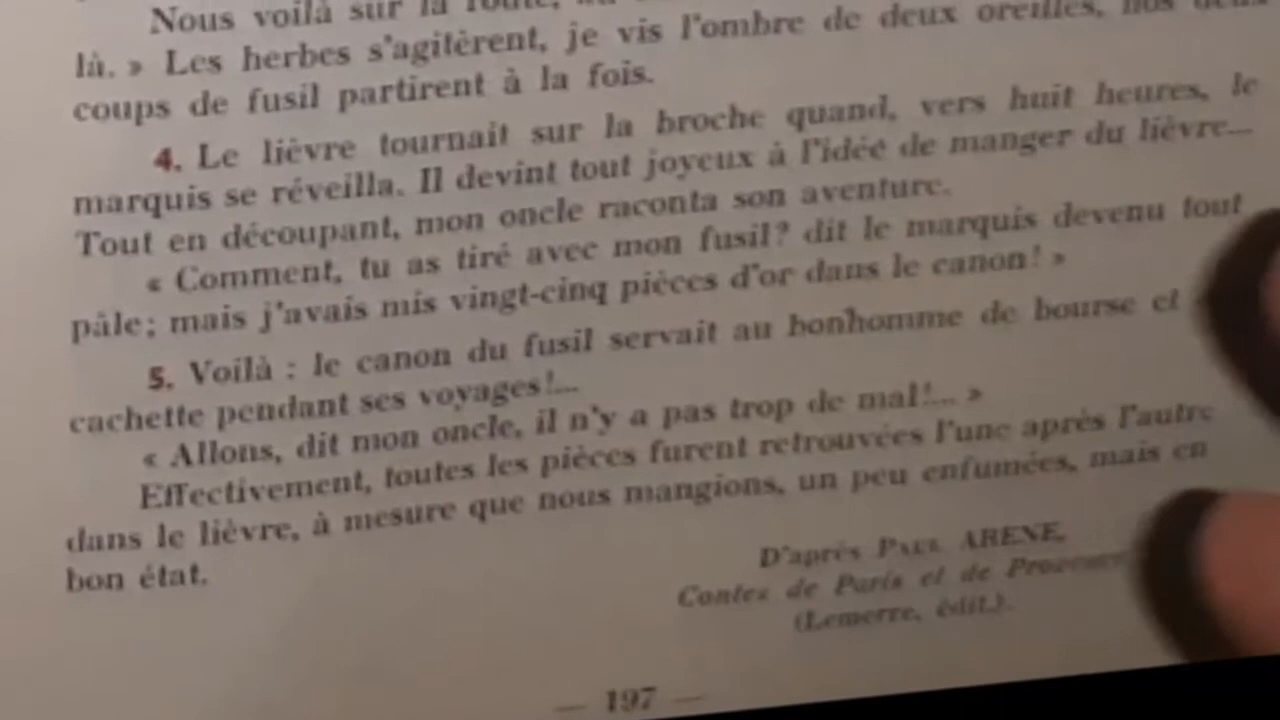 Nous voilà sur la route,
là. » Les herbes s'agitèrent, je vis l'ombre de deux oreilles, nos deux
coups de fusil partirent à la fois.
4. Le lièvre tournait sur la broche quand, vers huit heures, le
marquis se réveilla. Il devint tout joyeux à l'idée de manger du lièvre...
Tout en découpant, mon oncle raconta son aventure.
« Comment, tu as tiré avec mon fusil? dit le marquis devenu tout
pâle; mais j'avais mis vingt-cinq pièces d'or dans le canon! »
5. Voilà : le canon du fusil servait au bonhomme de bourse et
cachette pendant ses voyages!...
« Allons, dit mon oncle, il n'y a pas trop de mal!... »
Effectivement, toutes les pièces furent retrouvées l'une après l'autre
dans le lièvre, à mesure que nous mangions, un peu enfumées, mais en
bon état.
D'après PAUL ARENE,
Contes de Paris et de Provence
(Lemerre, édit.).
— 197 —